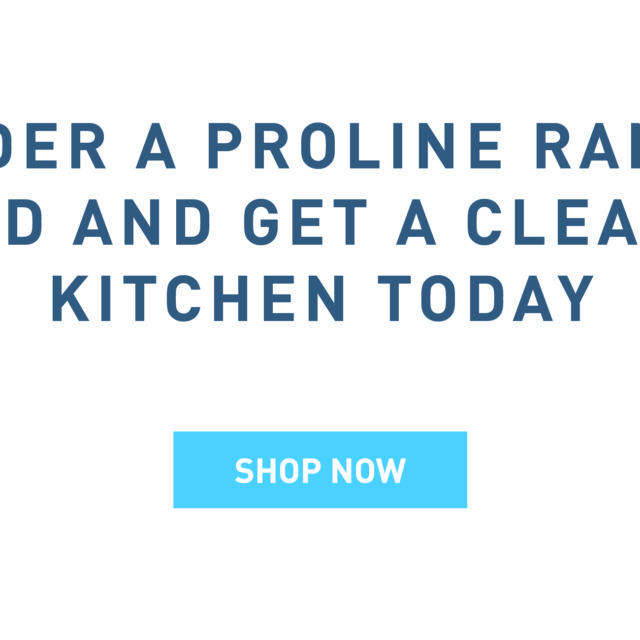 DER A PROLINE RA
D AND GET A CLEA
KITCHEN TODAY
SHOP NOW